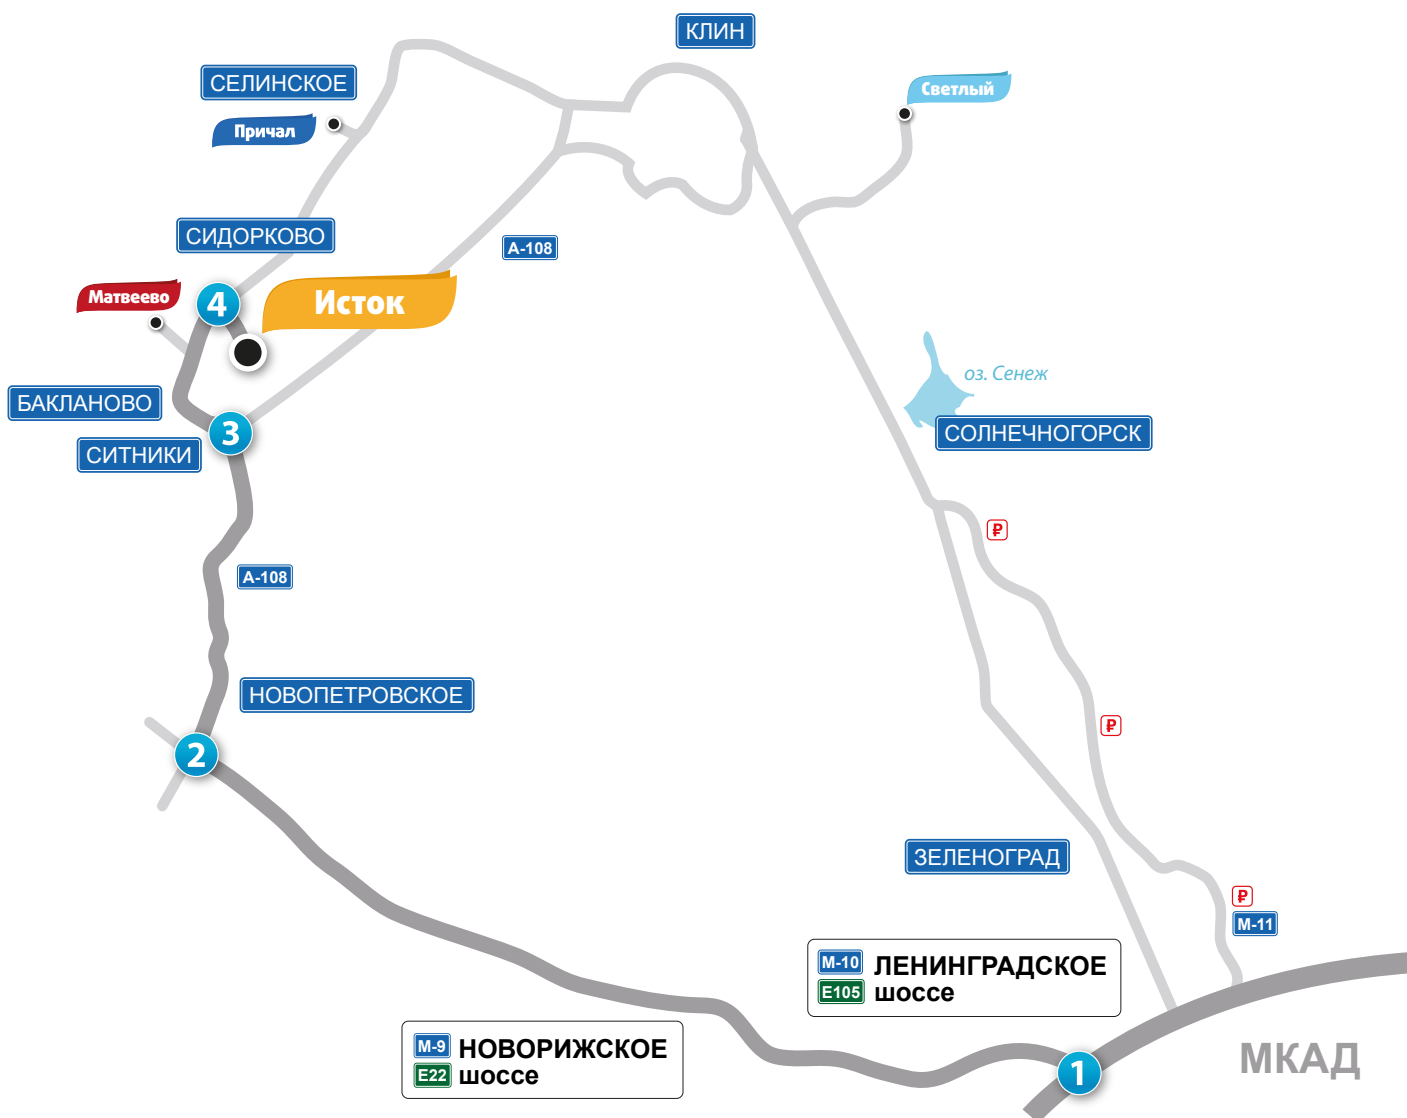 КЛИН
СЕЛИНСКОЕ
Светлый
Причал
СИДОРКОВО
А-108
Матвеево
4
Исток
оз. Сенеж
БАКЛАНОВО
3
СОЛНЕЧНОГОРСК
СИТНИКИ
₽
А-108
НОВОПЕТРОВСКОЕ
₽
2
ЗЕЛЕНОГРАД
₽
М-11
М-10 ЛЕНИНГРАДСКОЕ
Е105 шоссе
М-9 НОВОРИЖСКОЕ
Е22 шоссе
МКАД
1